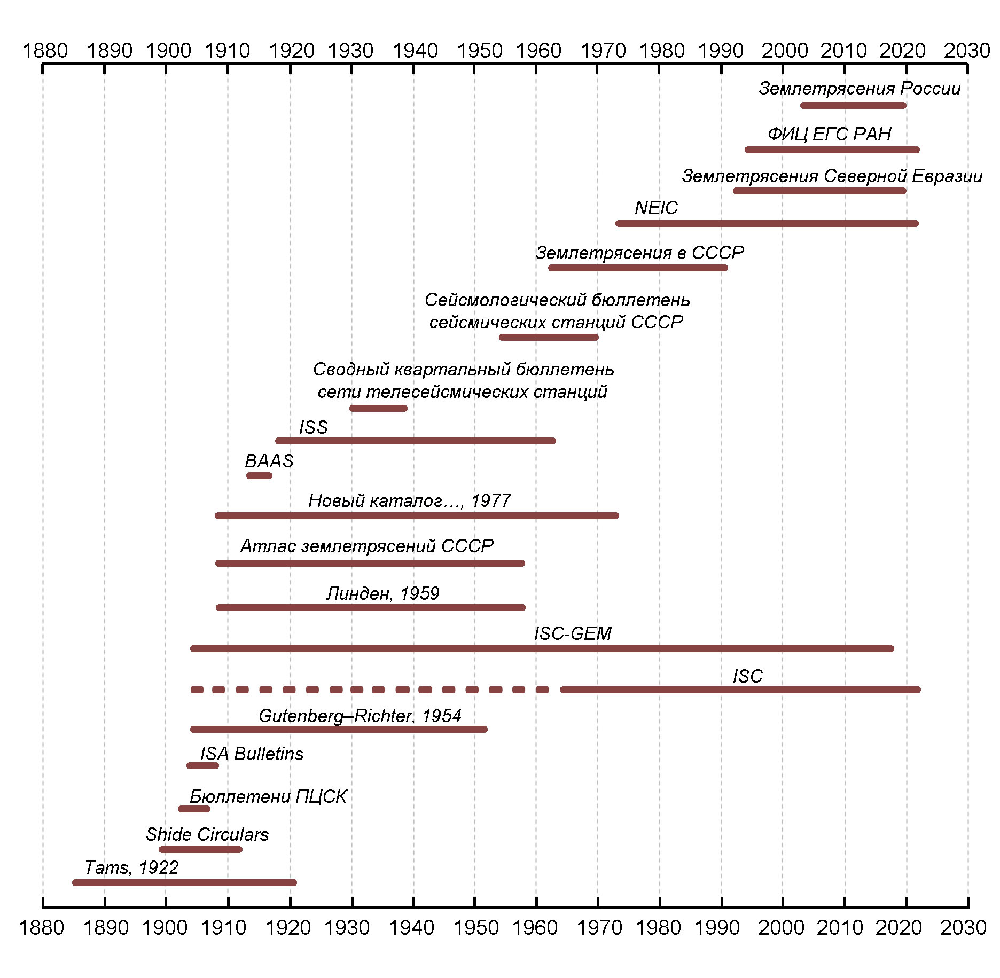 1880 1890 1900 1910 1920 1930 1940 1950 1960 1970 1980 1990 2000 2010 2020 2030
Землетрясения России
ФИЦ ЕГС РАН
Землетрясения Северной Евразии
NEIC
Землетрясения в СССР
Сейсмологический бюллетень
сейсмических станций СССР
Сводный квартальный бюллетень
сети телесейсмических станций
ISS
BAAS
Новый каталог…, 1977
Атлас землетрясений СССР
Линден, 1959
ISC-GEM
ISC
Gutenberg–Richter, 1954
ISA Bulletins
Бюллетени ПЦСК
Shide Circulars
Tams, 1922
1880 1890 1900 1910 1920 1930 1940 1950 1960 1970 1980 1990 2000 2010 2020 2030